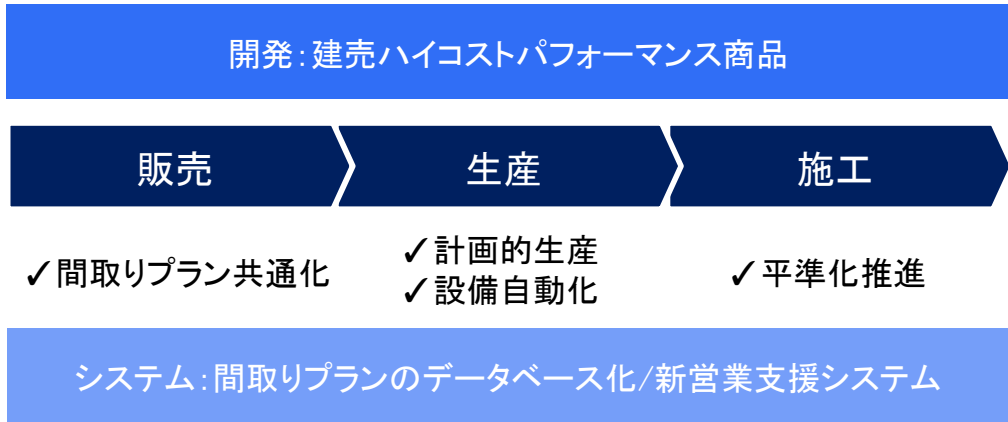 開発：建売ハイコストパフォーマンス商品
販売
生産
施工
✓間取りプラン共通化
✓計画的生産
✓設備自動化
✓平準化推進
システム：間取りプランのデータベース化/新営業支援システム